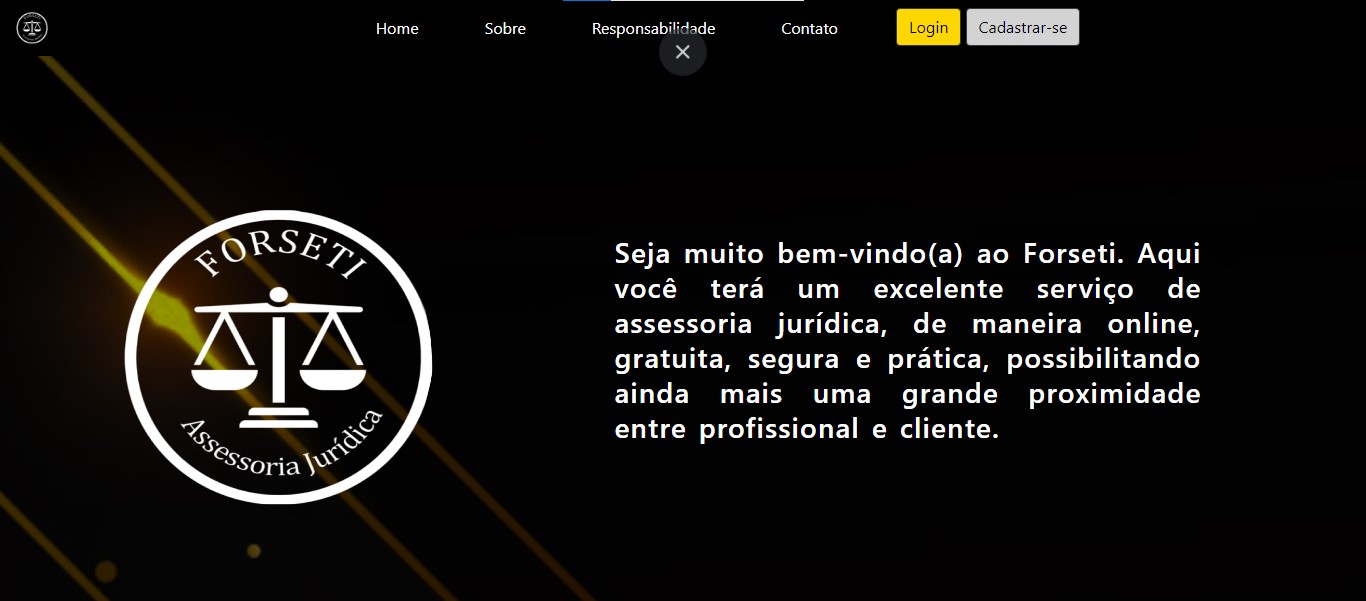 Home
Sobre
Responsabilidade
Contato
Login
Cadastrar-se
FORSETI
Assessoria Jurídica
Seja muito bem-vindo(a) ao Forseti. Aqui
você terá um excelente serviço de
assessoria jurídica, de maneira online,
gratuita, segura e prática, possibilitando
ainda mais uma grande proximidade
entre profissional e cliente.